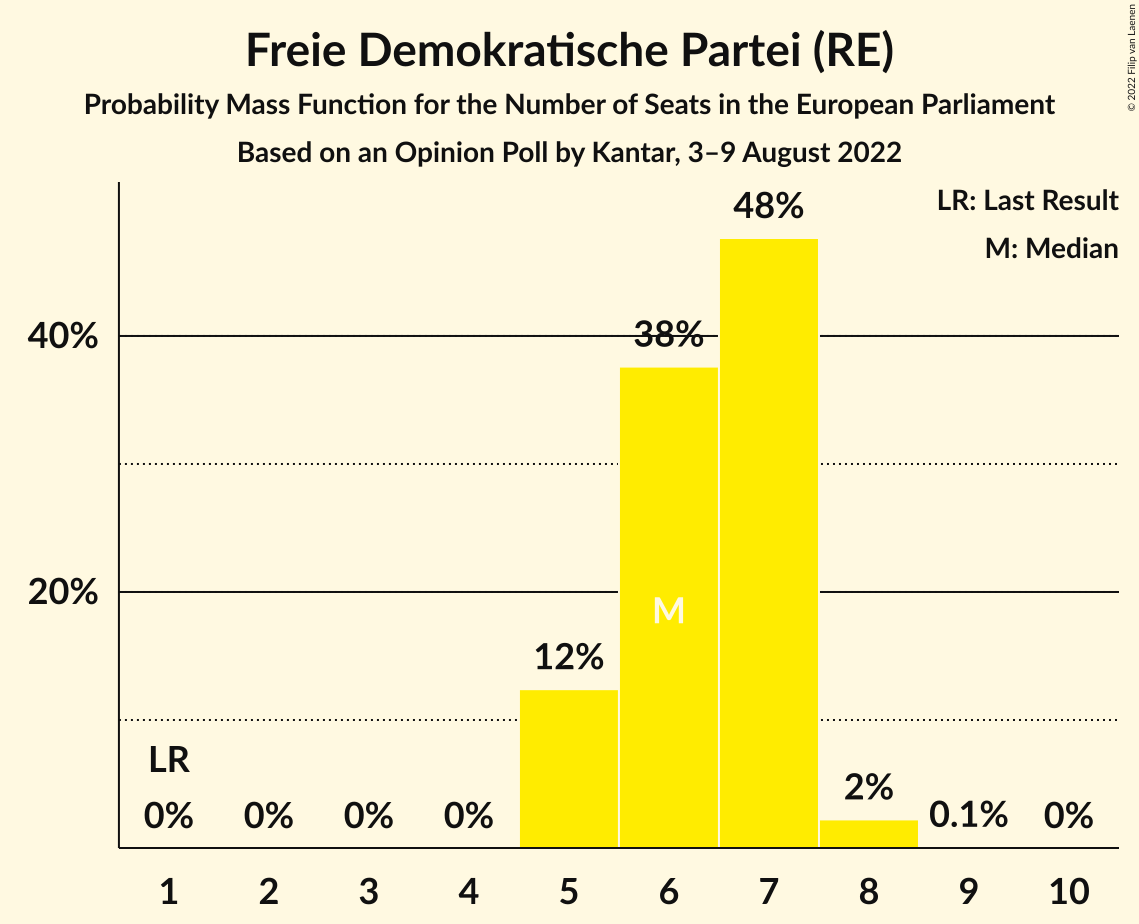 Freie Demokratische Partei (RE)
Probability Mass Function for the Number of Seats in the European Parliament
Based on an Opinion Poll by Kantar, 3–9 August 2022
© 2022 Filip van Laenen
LR: Last Result
M: Median
48%
40%
38%
20%
M
12%
LR
2%
0% 0% 0% 0% 0.1% 0%
1 2 3 4 5 6 7 8 9 10